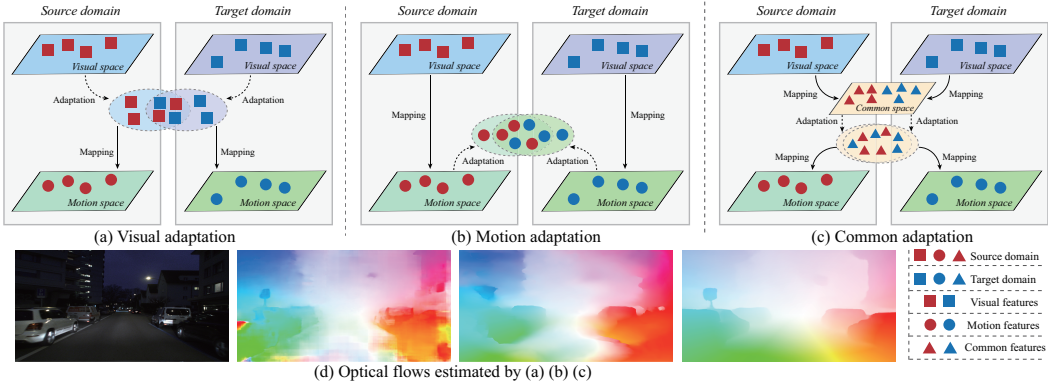 Source domain
Target domain
Visual space
Visual space
Adaptation
Adaptation
Mapping
Mapping
Motion space
Motion space
(a) Visual adaptation
Source domain
Target domain
Visual space
Visual space
Mapping
Mapping
Adaptation
Adaptation
Motion space
Motion space
(b) Motion adaptation
Source domain
Target domain
Visual space
Visual space
Mapping
Mapping
Common space
Adaptation
Adaptation
Mapping
Mapping
Motion space
Motion space
(c) Common adaptation
Source domain
Target domain
Visual features
Motion features
Common features
(d) Optical flows estimated by (a) (b) (c)